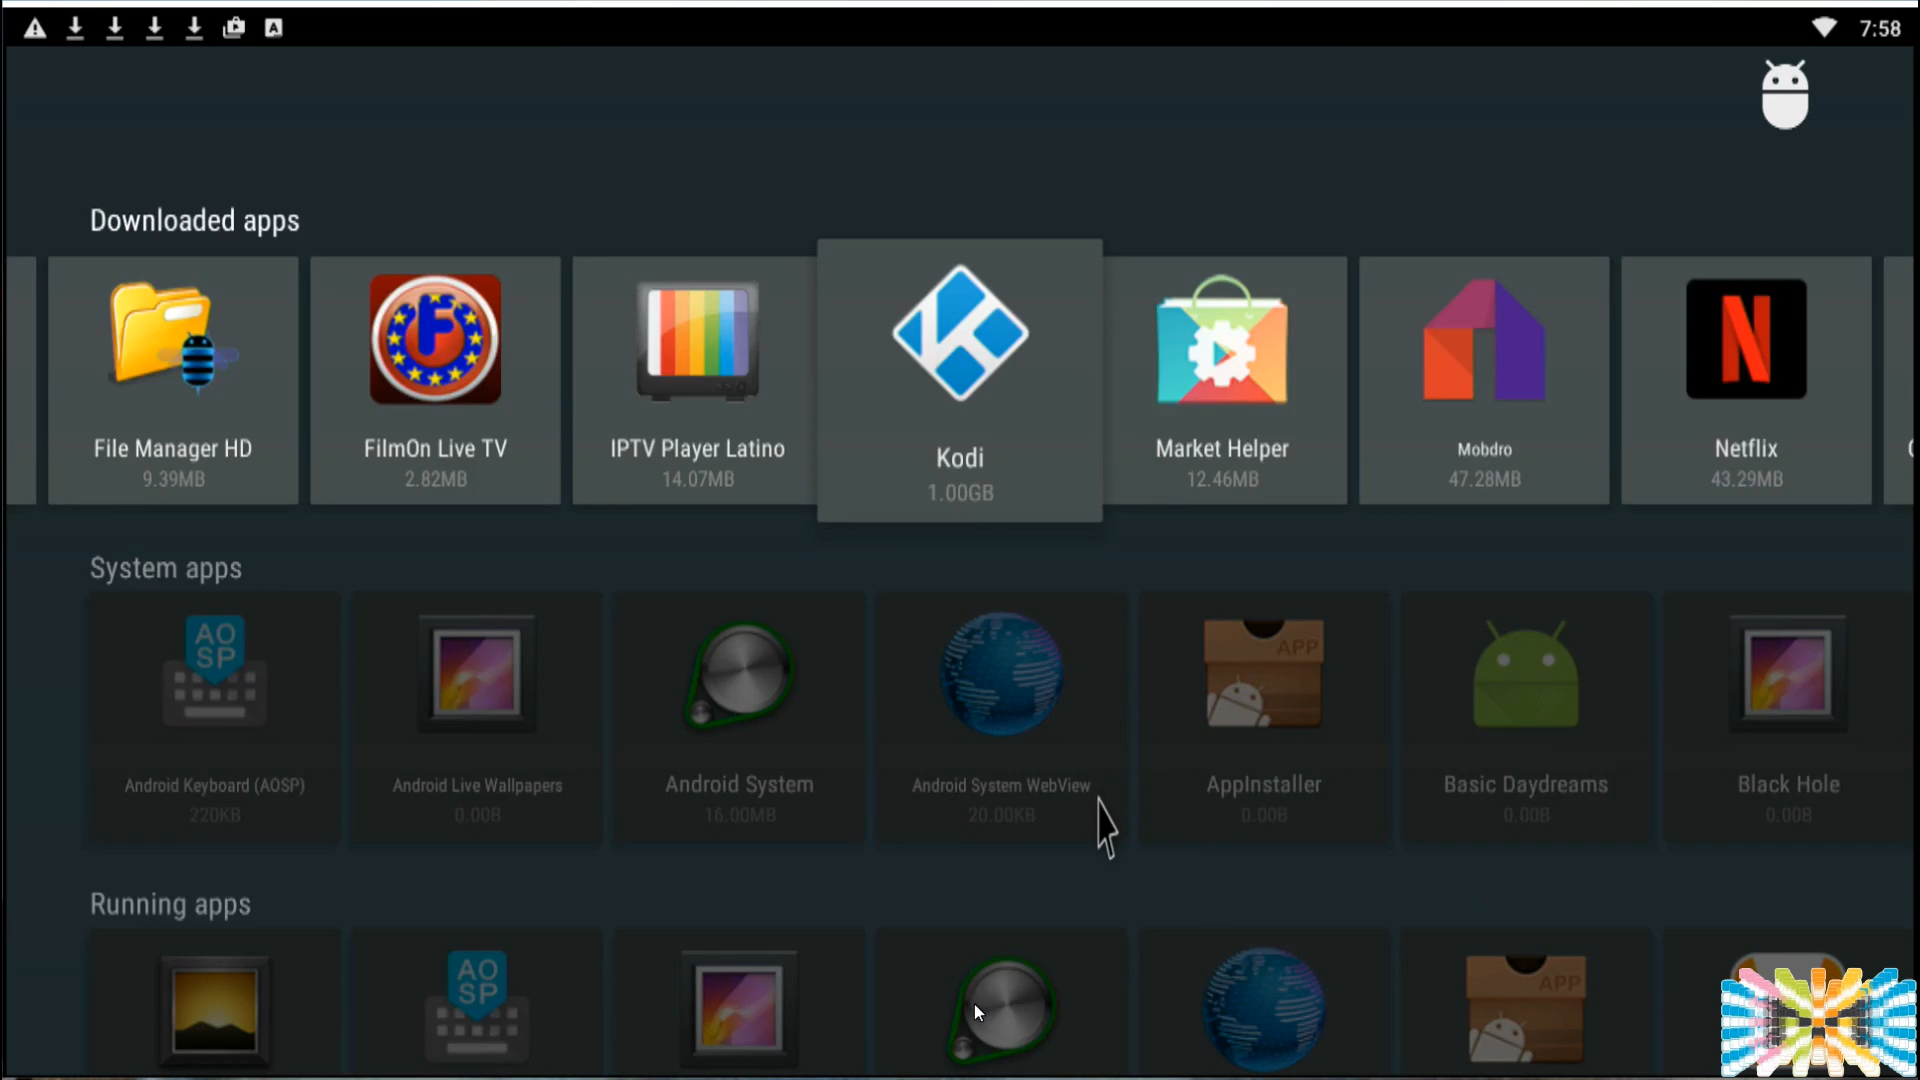 A
7:58
Downloaded apps
File Manager HD
9.39MB
FilmOn Live TV
2.82MB
IPTV Player Latino
14.07MB
Kodi
1.00GB
Market Helper
12.46MB
Mobdro
47.28MB
N
Netflix
43.29MB
System apps
AO
SP
Android Keyboard (AOSP)
220KB
Android Live Wallpapers
0.00B
Android System
16.00MB
Android System WebView
20.00KB
APP
AppInstaller
0.00B
Basic Daydreams
0.00B
Black Hole
0.00B
Running apps
AO
SP
APP